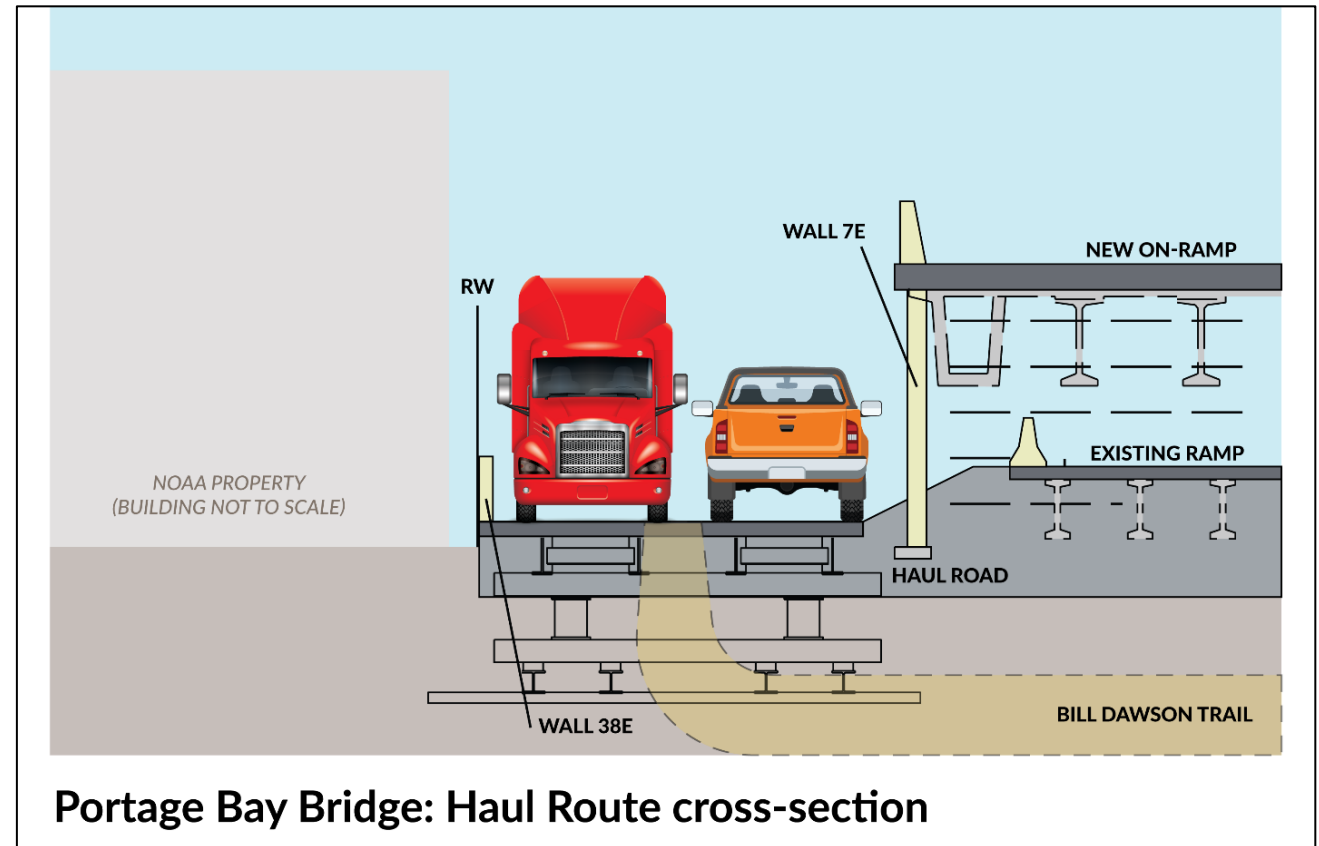 WALL 7E
NEW ON-RAMP
RW
EXISTING RAMP
NOAA PROPERTY
(BUILDING NOT TO SCALE)
HAUL ROAD
BILL DAWSON TRAIL
WALL 38E
Portage Bay Bridge: Haul Route cross-section